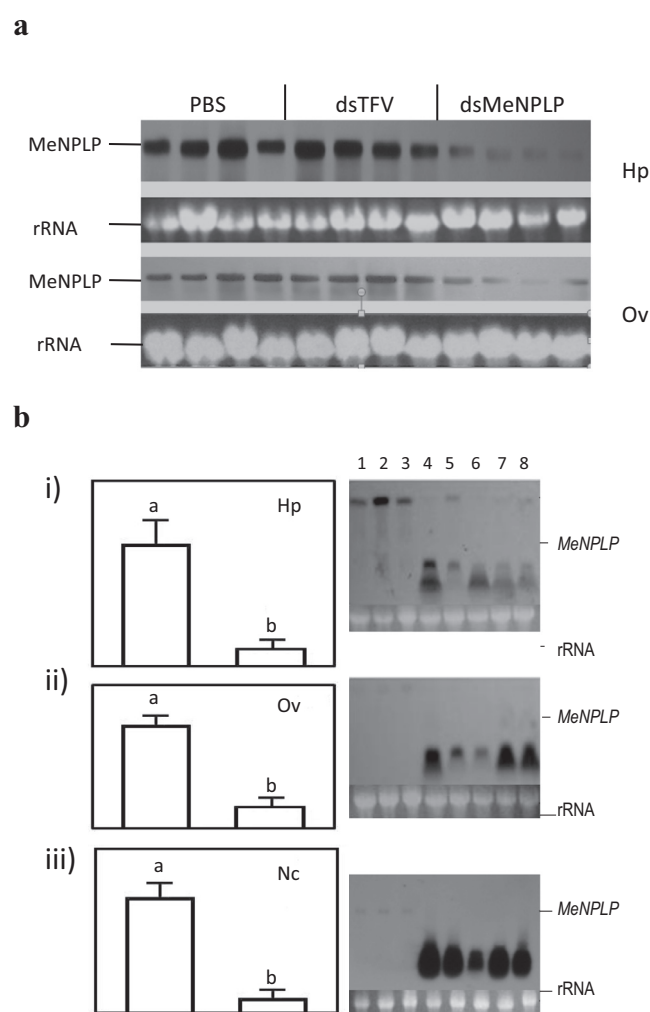 a
PBS dsTFV dsMeNPLP
MeNPLP
Hp
rRNA
MeNPLP
Ov
rRNA
b
1 2 3 4 5 6 7 8
i)
a
Hp
b
MeNPLP
rRNA
ii)
a
Ov
b
MeNPLP
rRNA
iii)
a
Nc
b
MeNPLP
rRNA